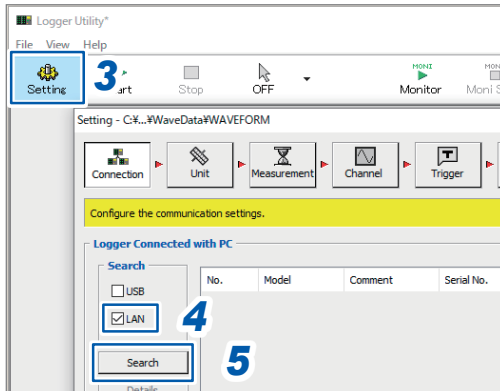 Logger Utility*
File View Help
3
Setting
Stop
OFF
MONI
Monitor
Moni S
Setting - C:¥...¥WaveData¥WAVEFORM
Connection
Unit
Measurement
Channel
Trigger
Configure the communication settings.
Logger Connected with PC
Search
No. Model Comment Serial No.
USB
LAN
4
Search
5
Details